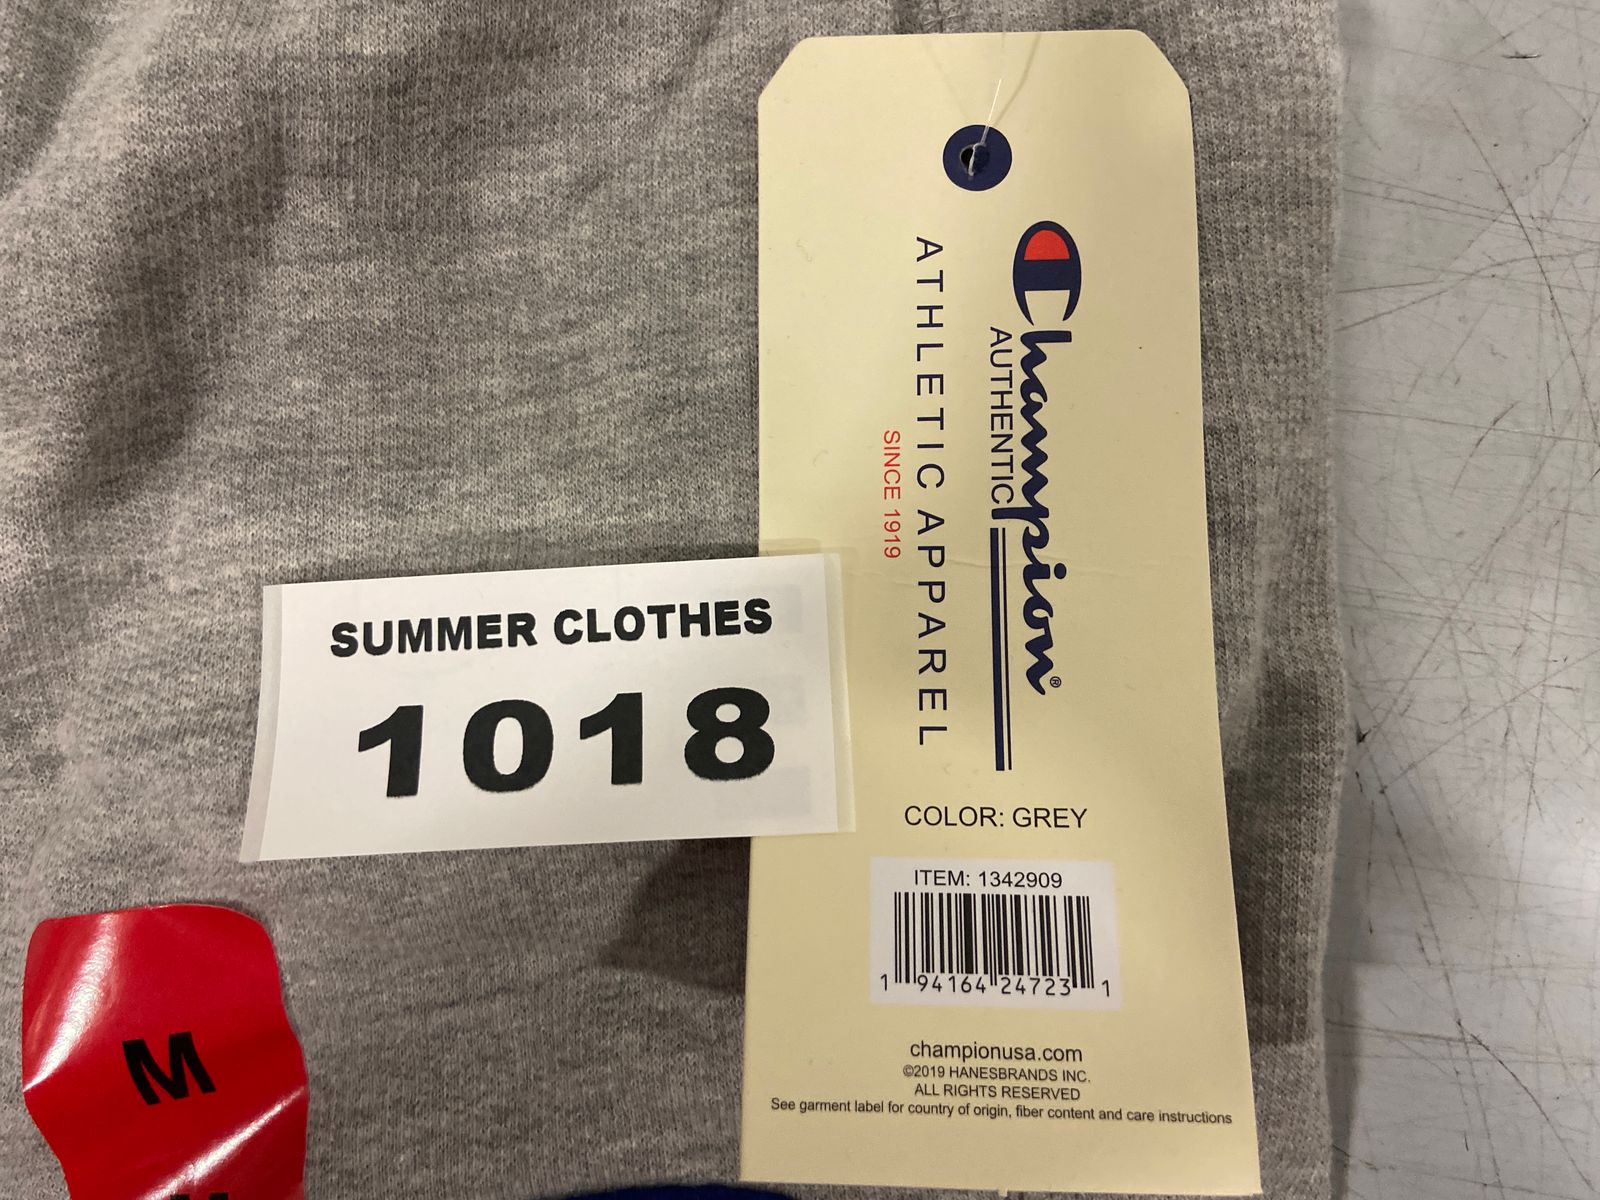 Champion®
AUTHENTIC
ATHLETIC APPAREL
SINCE 1919
SUMMER CLOTHES
1018
COLOR: GREY
ITEM: 1342909
1 94164 24723 1
championusa.com
©2019 HANESBRANDS INC.
ALL RIGHTS RESERVED
See garment label for country of origin, fiber content and care instructions
M